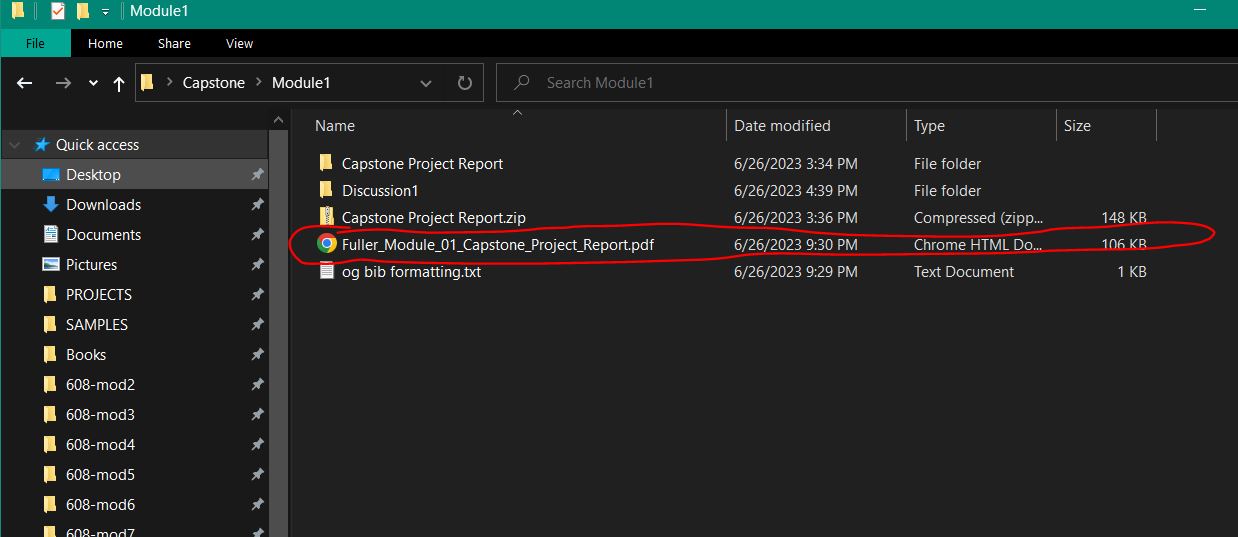 Module1
File Home Share View
Capstone Module1 Search Module1
Name Date modified Type Size
Quick access
Desktop
Downloads
Documents
Pictures
PROJECTS
SAMPLES
Books
608-mod2
608-mod3
608-mod4
608-mod5
608-mod6
608-mod7
Capstone Project Report 6/26/2023 3:34 PM File folder
Discussion1 6/26/2023 4:39 PM File folder
Capstone Project Report.zip 6/26/2023 3:36 PM Compressed (zipp... 148 KB
Fuller_Module_01_Capstone_Project_Report.pdf 6/26/2023 9:30 PM Chrome HTML Do... 106 KB
og bib formatting.txt 6/26/2023 9:29 PM Text Document 1 KB